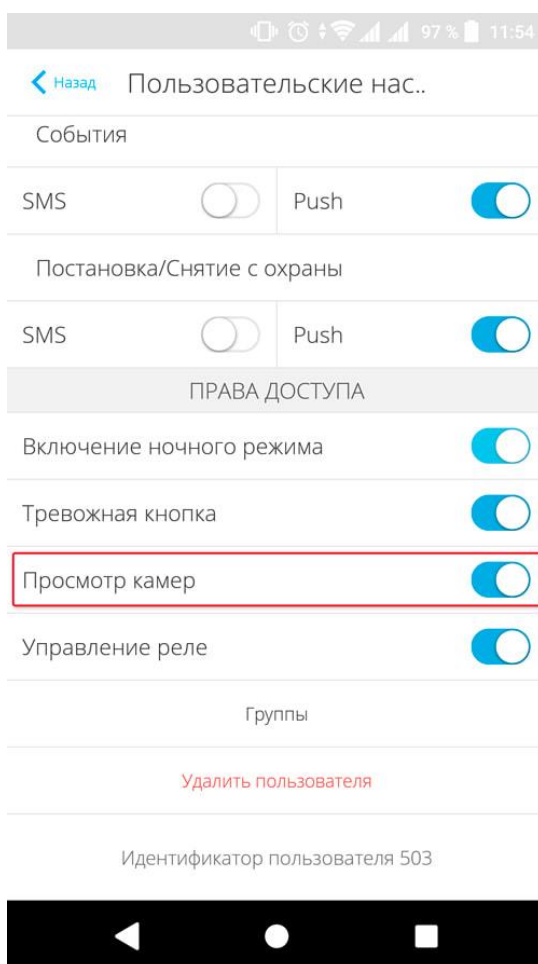 97 % 11:54
Назад Пользовательские нас..
События
SMS Push
Постановка/Снятие с охраны
SMS Push
ПРАВА ДОСТУПА
Включение ночного режима
Тревожная кнопка
Просмотр камер
Управление реле
Группы
Удалить пользователя
Идентификатор пользователя 503